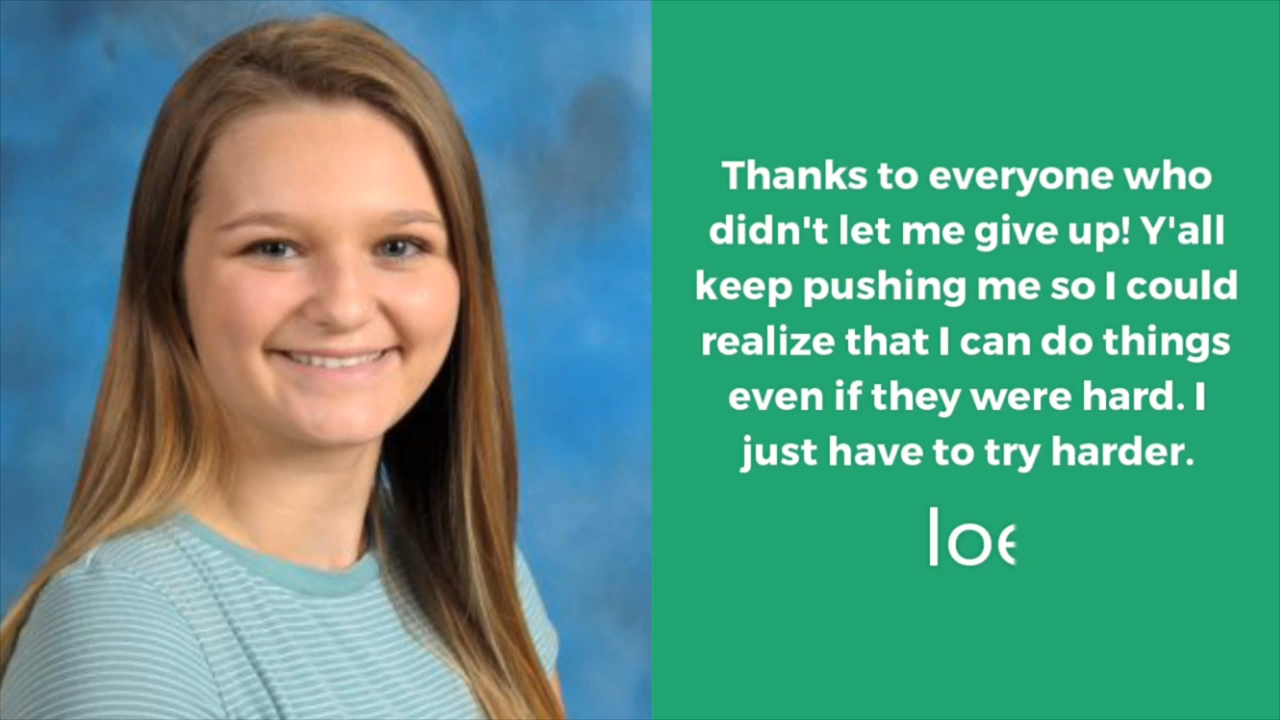 Thanks to everyone who
didn't let me give up! Y'all
keep pushing me so I could
realize that I can do things
even if they were hard. I
just have to try harder.